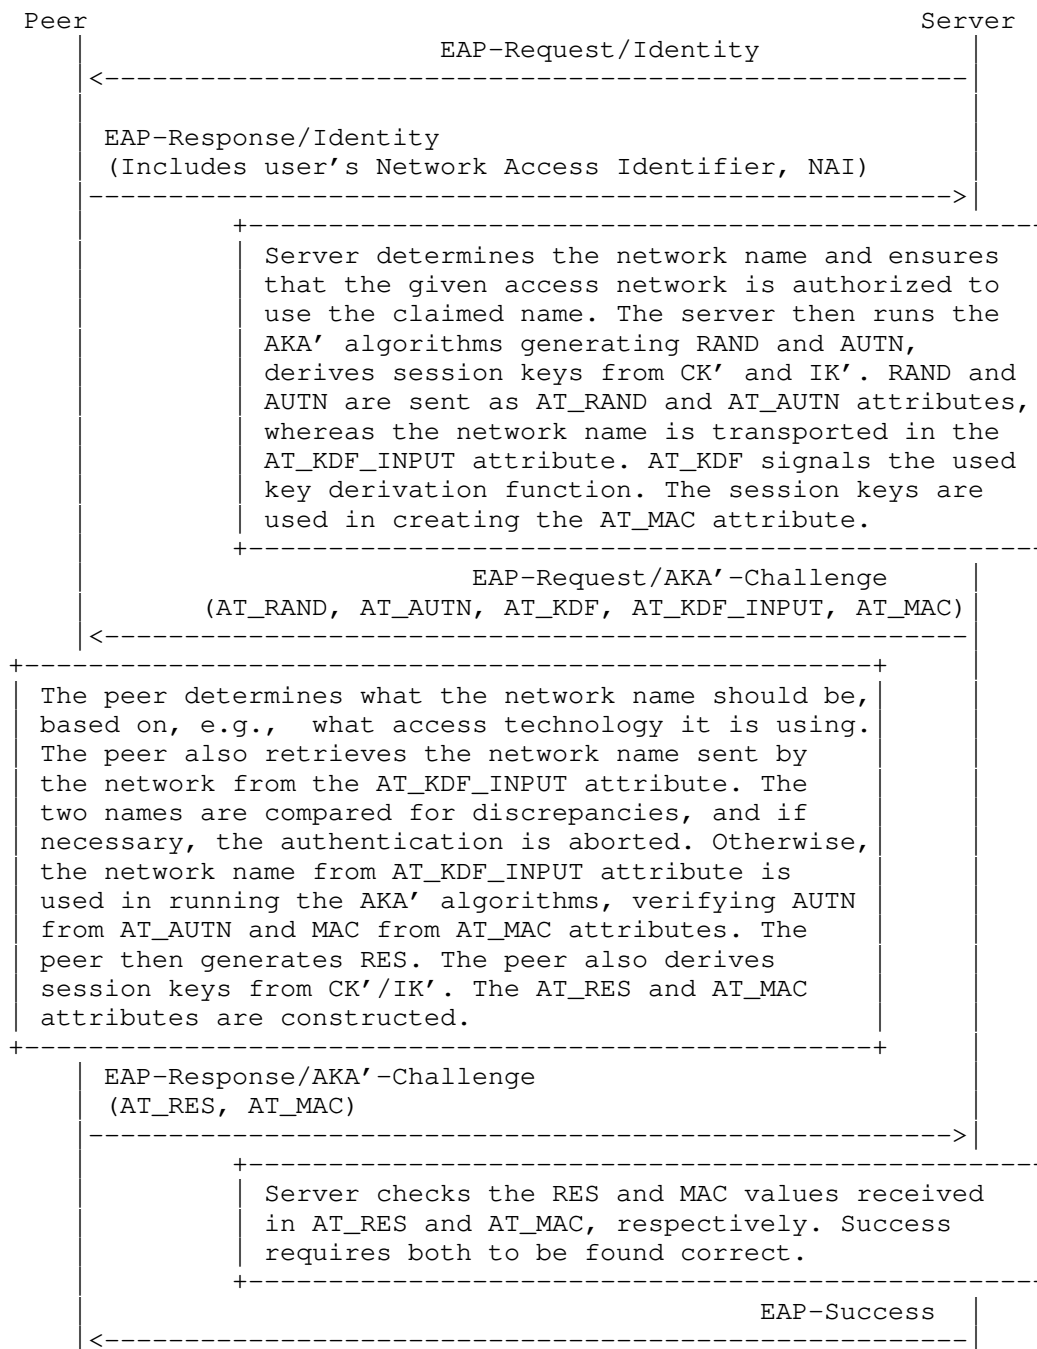 Peer Server
EAP-Request/Identity
EAP-Response/Identity
(Includes user's Network Access Identifier, NAI)
Server determines the network name and ensures
that the given access network is authorized to
use the claimed name. The server then runs the
AKA' algorithms generating RAND and AUTN,
derives session keys from CK' and IK'. RAND and
AUTN are sent as AT_RAND and AT_AUTN attributes,
whereas the network name is transported in the
AT_KDF_INPUT attribute. AT_KDF signals the used
key derivation function. The session keys are
used in creating the AT_MAC attribute.
EAP-Request/AKA'-Challenge
(AT_RAND, AT_AUTN, AT_KDF, AT_KDF_INPUT, AT_MAC)
The peer determines what the network name should be,
based on, e.g., what access technology it is using.
The peer also retrieves the network name sent by
the network from the AT_KDF_INPUT attribute. The
two names are compared for discrepancies, and if
necessary, the authentication is aborted. Otherwise,
the network name from AT_KDF_INPUT attribute is
used in running the AKA' algorithms, verifying AUTN
from AT_AUTN and MAC from AT_MAC attributes. The
peer then generates RES. The peer also derives
session keys from CK'/IK'. The AT_RES and AT_MAC
attributes are constructed.
EAP-Response/AKA'-Challenge
(AT_RES, AT_MAC)
Server checks the RES and MAC values received
in AT_RES and AT_MAC, respectively. Success
requires both to be found correct.
EAP-Success